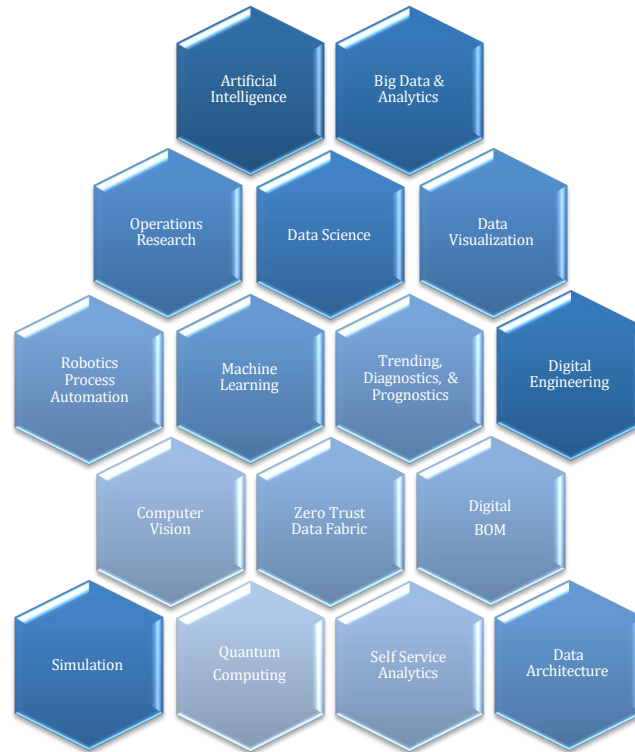 Artificial
Intelligence
Big Data &
Analytics
Operations
Research
Data Science
Data
Visualization
Robotics
Process
Automation
Machine
Learning
Trending,
Diagnostics, &
Prognostics
Digital
Engineering
Computer
Vision
Zero Trust
Data Fabric
Digital
BOM
Simulation
Quantum
Computing
Self Service
Analytics
Data
Architecture